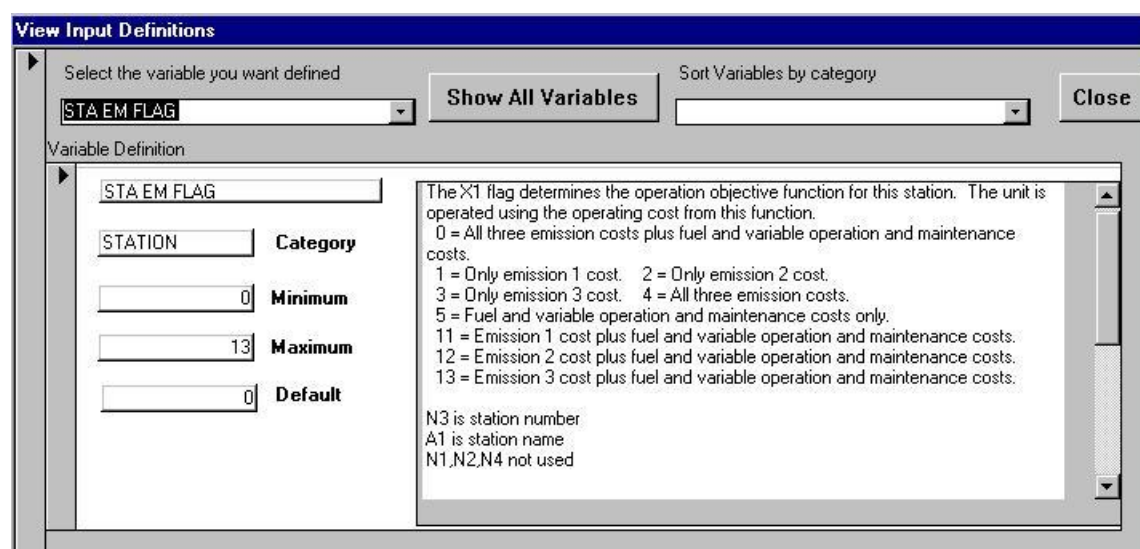 View Input Definitions
Select the variable you want defined
STA EM FLAG
Show All Variables
Sort Variables by category
Close
Variable Definition
STA EM FLAG
STATION Category
0 Minimum
13 Maximum
0 Default
The X1 flag determines the operation objective function for this station. The unit is
operated using the operating cost from this function.
0 = All three emission costs plus fuel and variable operation and maintenance
costs.
1 = Only emission 1 cost. 2 = Only emission 2 cost.
3 = Only emission 3 cost. 4 = All three emission costs.
5 = Fuel and variable operation and maintenance costs only.
11 = Emission 1 cost plus fuel and variable operation and maintenance costs.
12 = Emission 2 cost plus fuel and variable operation and maintenance costs.
13 = Emission 3 cost plus fuel and variable operation and maintenance costs.
N3 is station number
A1 is station name
N1,N2,N4 not used